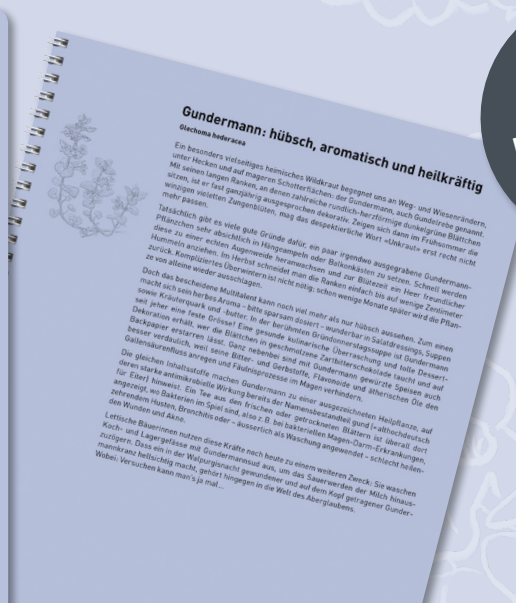 Gundermann: hübsch, aromatisch und heilkräftig
Glechoma hederacea
Ein besonders vielseitiges heimisches Wildkraut begegnet uns an Weg- und Wiesenrändern,
unter Hecken und auf mageren Schotterflächen: der Gundermann, auch Gundelrebe genannt.
Mit seinen langen Ranken, an denen zahlreiche rundlich-herzförmige dunkelgrüne Blättchen
sitzen, ist er fast ganzjährig ausgesprochen dekorativ. Zeigen sich dann im Frühsommer die
winzigen violetten Zungenblüten, mag das despektierliche Wort «Unkraut» erst recht nicht
mehr passen.
Tatsächlich gibt es viele gute Gründe dafür, ein paar irgendwo ausgegrabene Gundermann-
Pflänzchen sehr absichtlich in Hängeampeln oder Balkonkästen zu setzen. Schnell werden
diese zu einer echten Augenweide heranwachsen und zur Blütezeit ein Heer freundlicher
Hummeln anziehen. Im Herbst schneidet man die Ranken einfach bis auf wenige Zentimeter
zurück. Kompliziertes Überwintern ist nicht nötig; schon wenige Monate später wird die Pflan-
ze von alleine wieder ausschlagen.
Doch das bescheidene Multitalent kann noch viel mehr als nur hübsch aussehen. Zum einen
macht sich sein herbes Aroma – bitte sparsam dosiert – wunderbar in Salatdressings, Suppen
sowie Kräuterquark und -butter. In der berühmten Gründonnerstagssuppe ist Gundermann
seit jeher eine feste Grösse! Eine gesunde kulinarische Überraschung und tolle Dessert-
Dekoration erhält, wer die Blättchen in geschmolzene Zartbitterschokolade taucht und auf
Backpapier erstarren lässt. Ganz nebenbei sind mit Gundermann gewürzte Speisen auch
besser verdaulich, weil seine Bitter- und Gerbstoffe, Flavonoide und ätherischen Öle den
Gallensäurenfluss anregen und Fäulnisprozesse im Magen verhindern.
Die gleichen Inhaltsstoffe machen Gundermann zu einer ausgezeichneten Heilpflanze, auf
deren starke antimikrobielle Wirkung bereits der Namensbestandteil gund (= althochdeutsch
für Eiter) hinweist. Ein Tee aus den frischen oder getrockneten Blättern ist überall dort
angezeigt, wo Bakterien im Spiel sind, also z. B. bei bakteriellen Magen-Darm-Erkrankungen,
zehrendem Husten, Bronchitis oder – äusserlich als Waschung angewendet – schlecht heilen-
den Wunden und Akne.
Lettische Bäuerinnen nutzen diese Kräfte noch heute zu einem weiteren Zweck: Sie waschen
Koch- und Lagergefässe mit Gundermannsud aus, um das Sauerwerden der Milch hinaus-
zuzögern. Dass ein in der Walpurgisnacht gewundener und auf dem Kopf getragener Gunder-
mannkranz hellsichtig macht, gehört hingegen in die Welt des Aberglaubens.
Wobei: Versuchen kann man's ja mal...